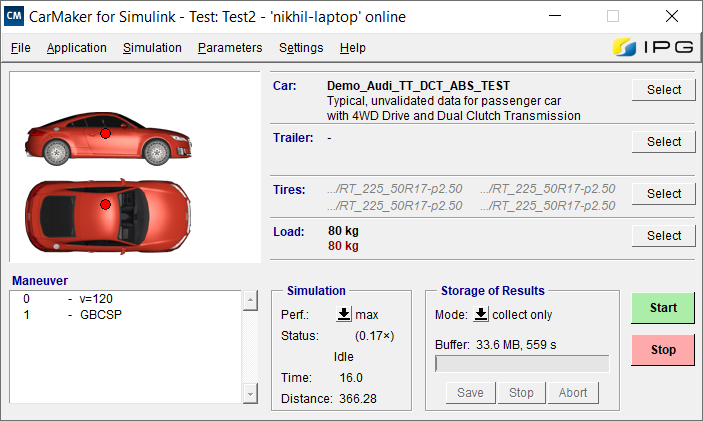 CM CarMaker for Simulink - Test: Test2 - 'nikhil-laptop' online
File Application Simulation Parameters Settings Help IPG
Car: Demo_Audi_TT_DCT_ABS_TEST Select
Typical, unvalidated data for passenger car
with 4WD Drive and Dual Clutch Transmission
Trailer: - Select
Tires: .../RT_225_50R17-p2.50 .../RT_225_50R17-p2.50 Select
.../RT_225_50R17-p2.50 .../RT_225_50R17-p2.50
Load: 80 kg Select
80 kg
Maneuver
0 - v=120
1 - GBCSP
Simulation
Perf.: max
Status: (0.17×)
Idle
Time: 16.0
Distance: 366.28
Storage of Results
Mode: collect only
Buffer: 33.6 MB, 559 s
Save Stop Abort
Start
Stop